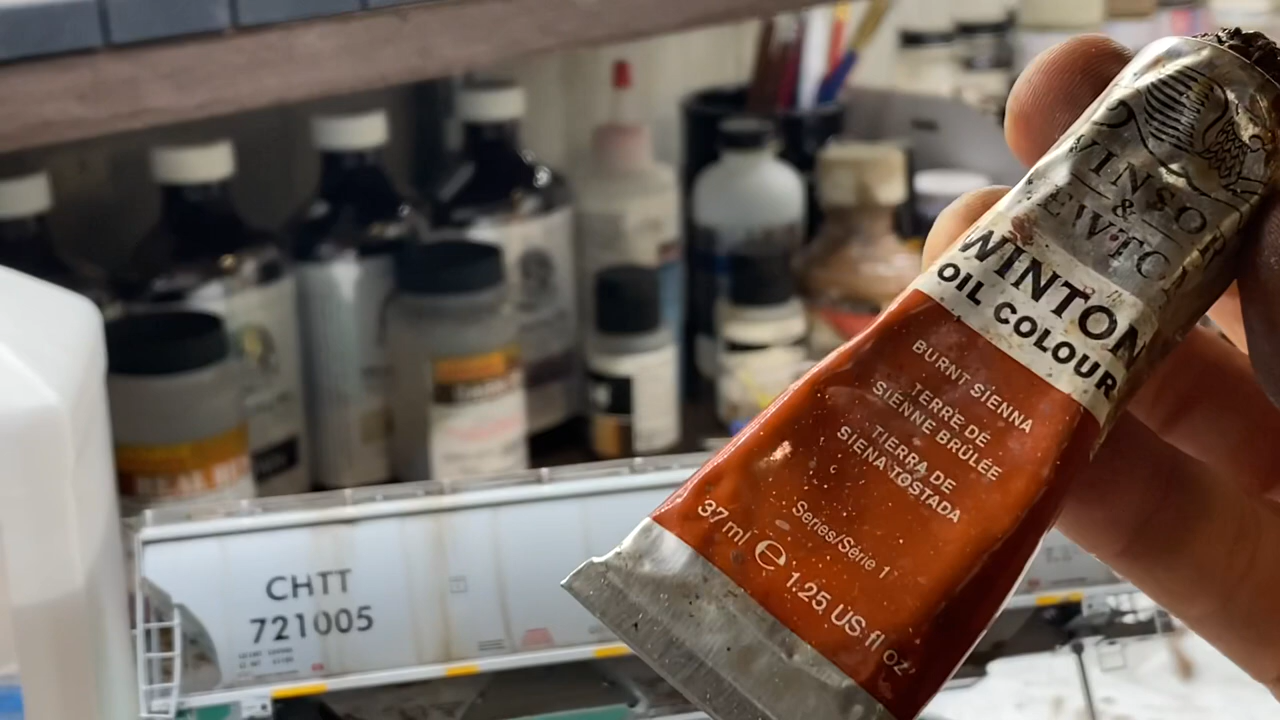 WINSOR
&
NEWTON
WINTON
OIL COLOUR
BURNT SIENNA
TERRE DE
SIENNE BRÛLÉE
TIERRA DE
SIENA TOSTADA
Series/Série 1
37 ml ℮ 1.25 US fl oz
CHTT
721005